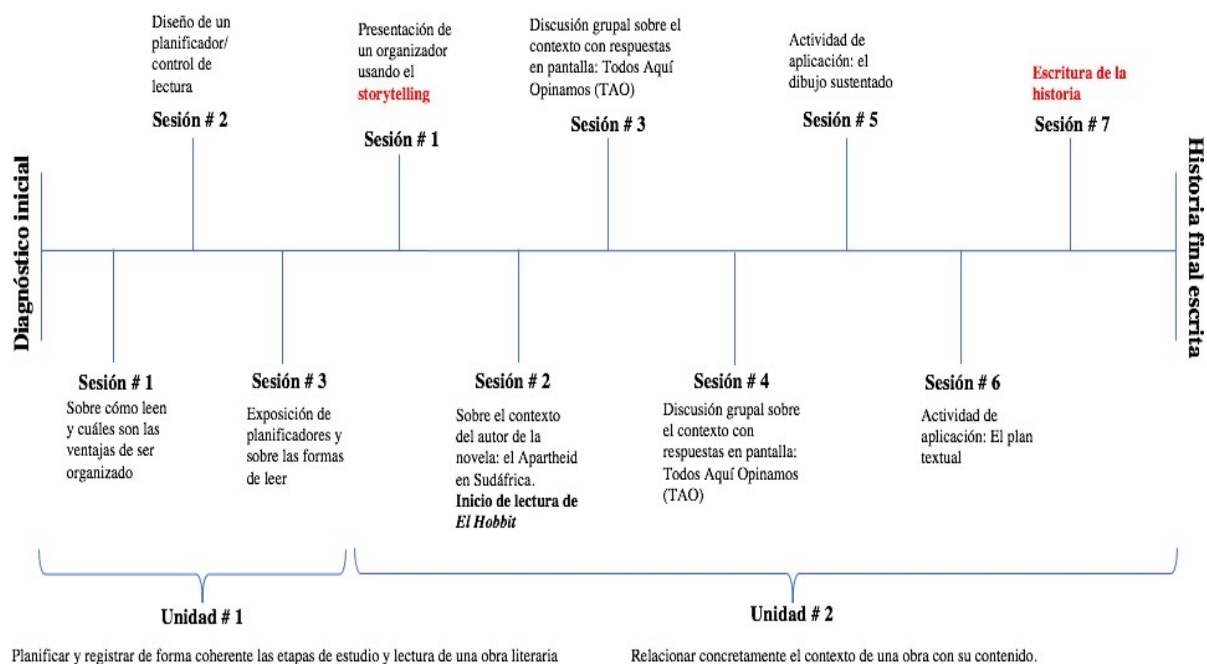 Diseño de un
planificador/
control de
lectura
Sesión # 2
Presentación de
un organizador
usando el
storytelling
Sesión # 1
Discusión grupal sobre el
contexto con respuestas
en pantalla: Todos Aquí
Opinamos (TAO)
Sesión # 3
Actividad de
aplicación: el
dibujo sustentado
Sesión # 5
Escritura de la
historia
Sesión # 7
Diagnóstico inicial
Historia final escrita
Sesión # 1
Sobre cómo leen
y cuáles son las
ventajas de ser
organizado
Sesión # 3
Exposición de
planificadores y
sobre las formas
de leer
Sesión # 2
Sobre el contexto
del autor de la
novela: el Apartheid
en Sudáfrica.
Inicio de lectura de
El Hobbit
Sesión # 4
Discusión grupal sobre
el contexto con
respuestas en pantalla:
Todos Aquí Opinamos
(TAO)
Sesión # 6
Actividad de
aplicación: El plan
textual
Unidad # 1
Planificar y registrar de forma coherente las etapas de estudio y lectura de una obra literaria
Unidad # 2
Relacionar concretamente el contexto de una obra con su contenido.